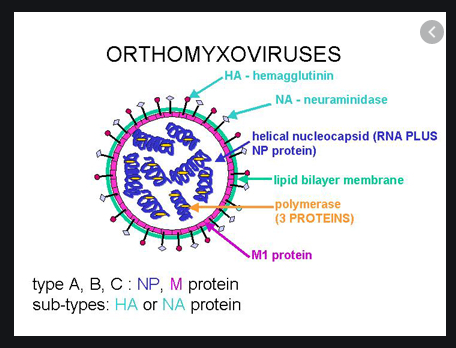 ORTHOMYXOVIRUSES
HA - hemagglutinin
NA - neuraminidase
helical nucleocapsid (RNA PLUS
NP protein)
lipid bilayer membrane
polymerase
(3 PROTEINS)
M1 protein
type A, B, C : NP, M protein
sub-types: HA or NA protein